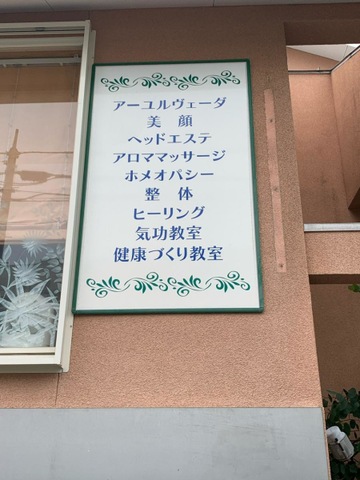 アーユルヴェーダ
美顔
ヘッドエステ
アロママッサージ
ホメオパシー
整体
ヒーリング
気功教室
健康づくり教室